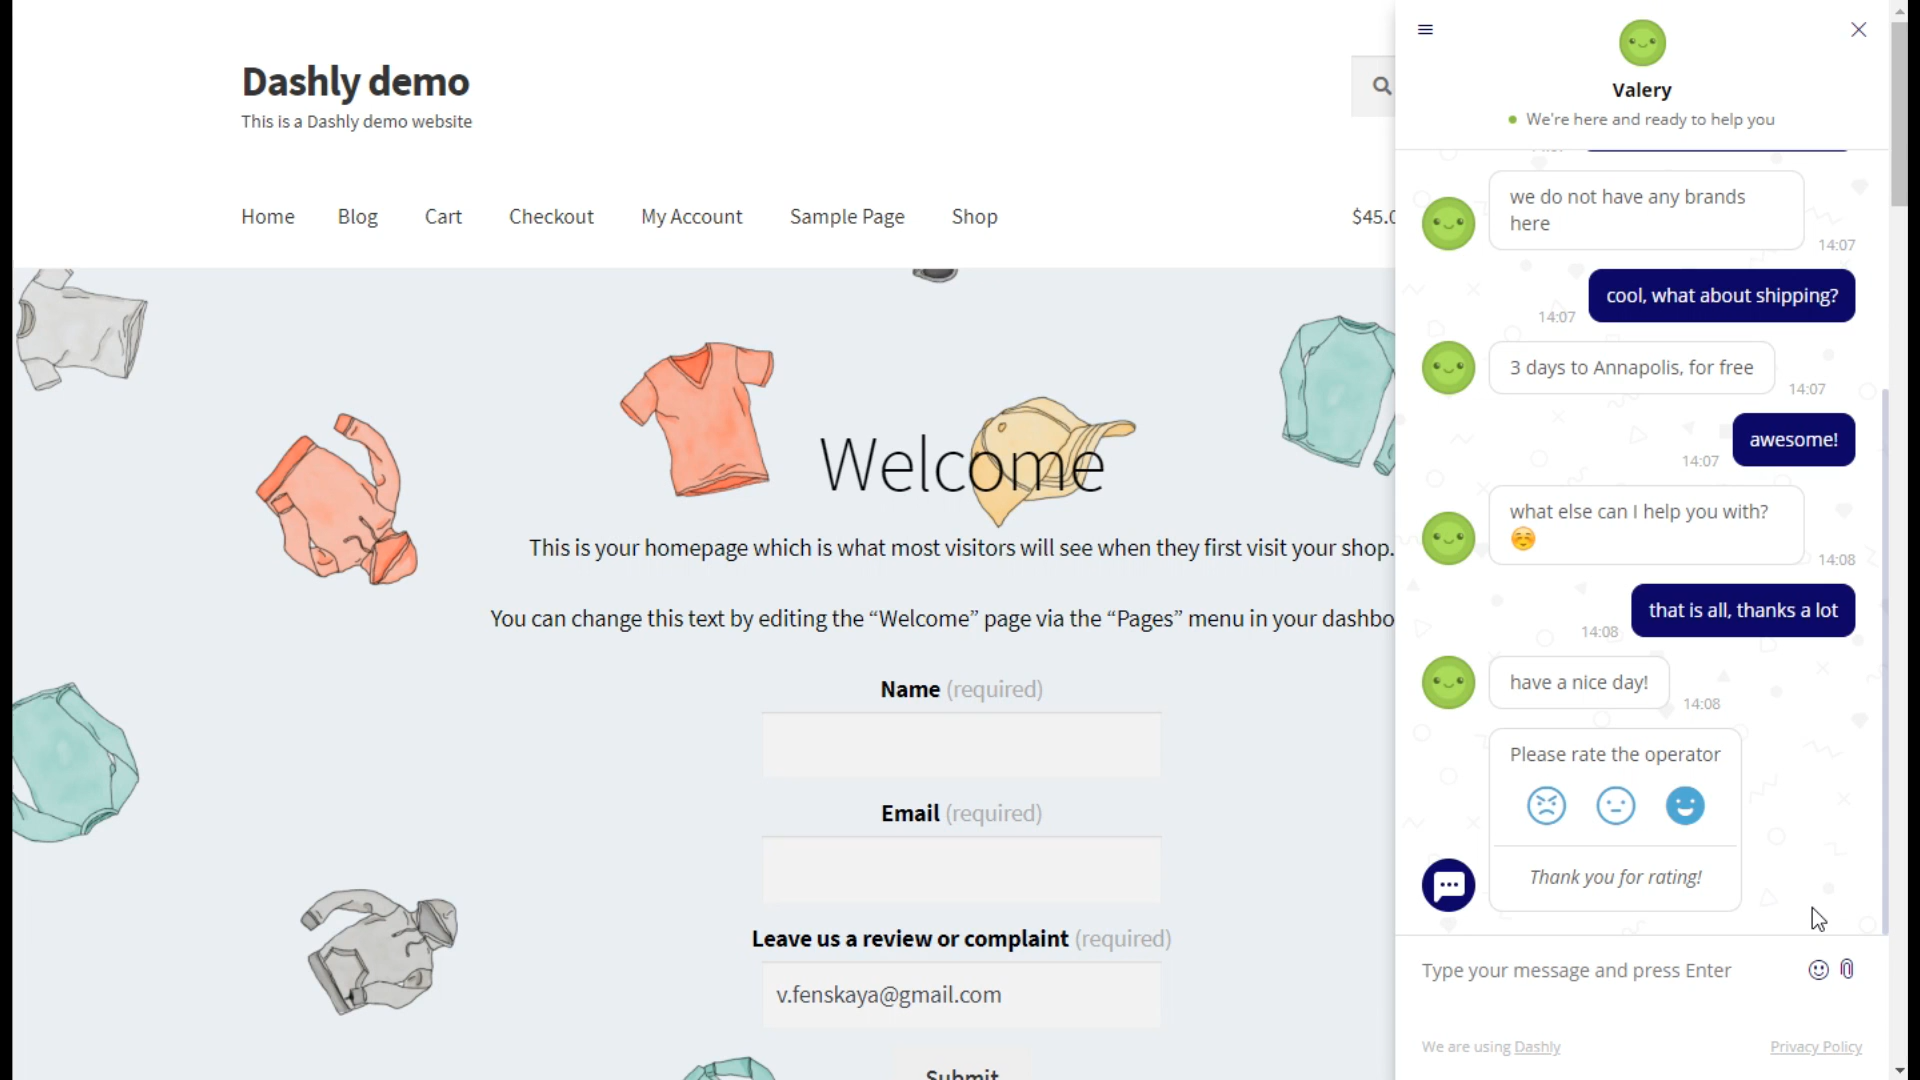 Dashly demo
This is a Dashly demo website
Home
Blog
Cart
Checkout
My Account
Sample Page
Shop
Welcome
This is your homepage which is what most visitors will see when they first visit your shop.
You can change this text by editing the “Welcome” page via the “Pages” menu in your
Name (required)
Email (required)
Leave us a review or complaint (required)
v.fenskaya@gmail.com
Submit
Valery
We're here and ready to help you
we do not have any brands
here
14:07
cool, what about shipping?
14:07
3 days to Annapolis, for free
14:07
awesome!
14:07
what else can I help you with?
14:08
that is all, thanks a lot
14:08
have a nice day!
14:08
Please rate the operator
Thank you for rating!
Type your message and press Enter
We are using Dashly
Privacy Policy